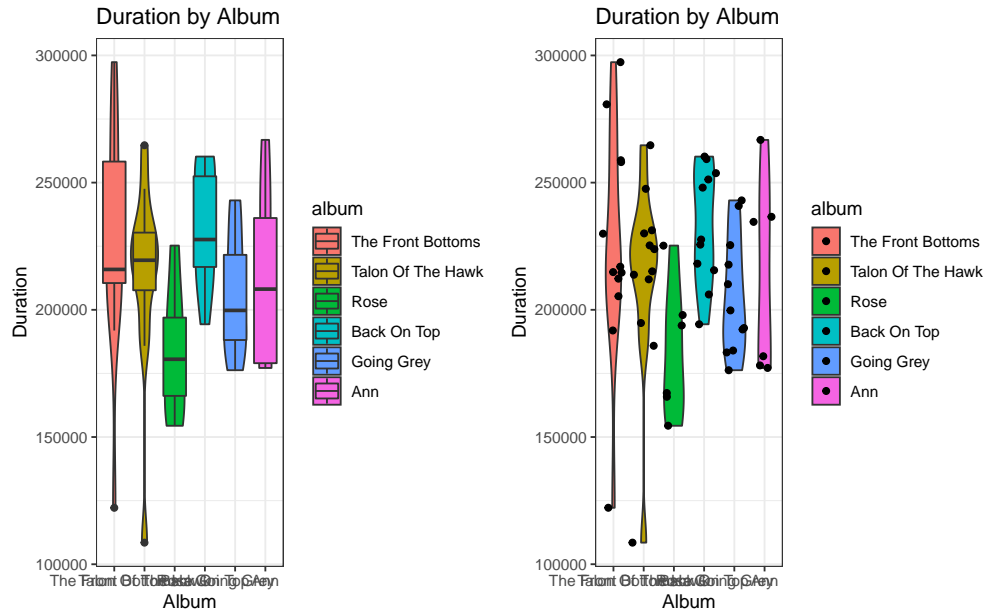 Duration by Album
300000
250000
200000
150000
100000
Duration
Album
album
The Front Bottoms
Talon Of The Hawk
Rose
Back On Top
Going Grey
Ann
Duration by Album
300000
250000
200000
150000
100000
Duration
Album
album
The Front Bottoms
Talon Of The Hawk
Rose
Back On Top
Going Grey
Ann